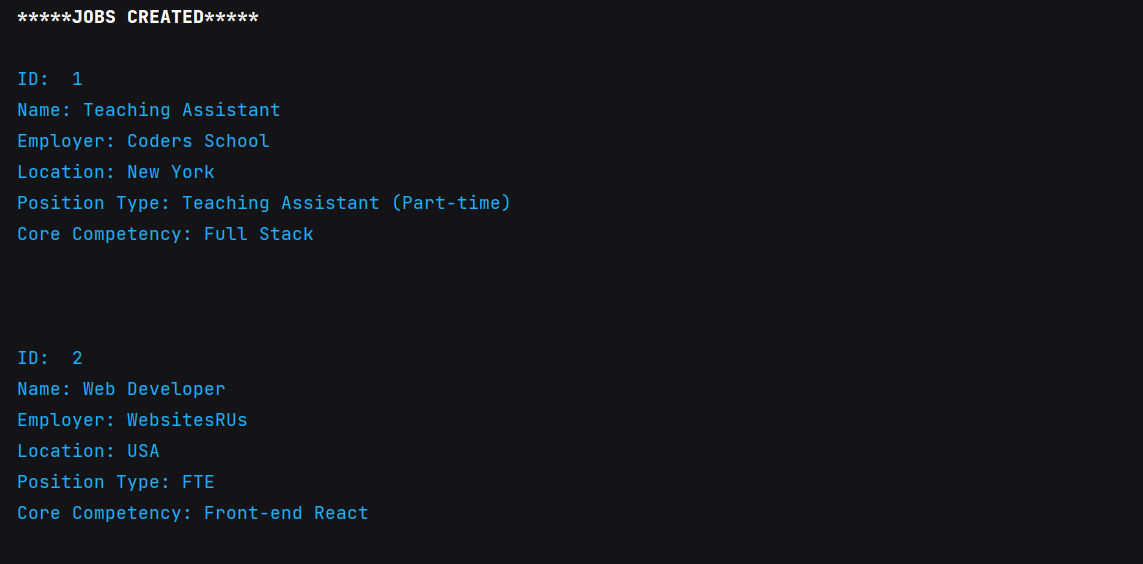 *****JOBS CREATED*****
ID:  1
Name: Teaching Assistant
Employer: Coders School
Location: New York
Position Type: Teaching Assistant (Part-time)
Core Competency: Full Stack
ID:  2
Name: Web Developer
Employer: WebsitesRUs
Location: USA
Position Type: FTE
Core Competency: Front-end React